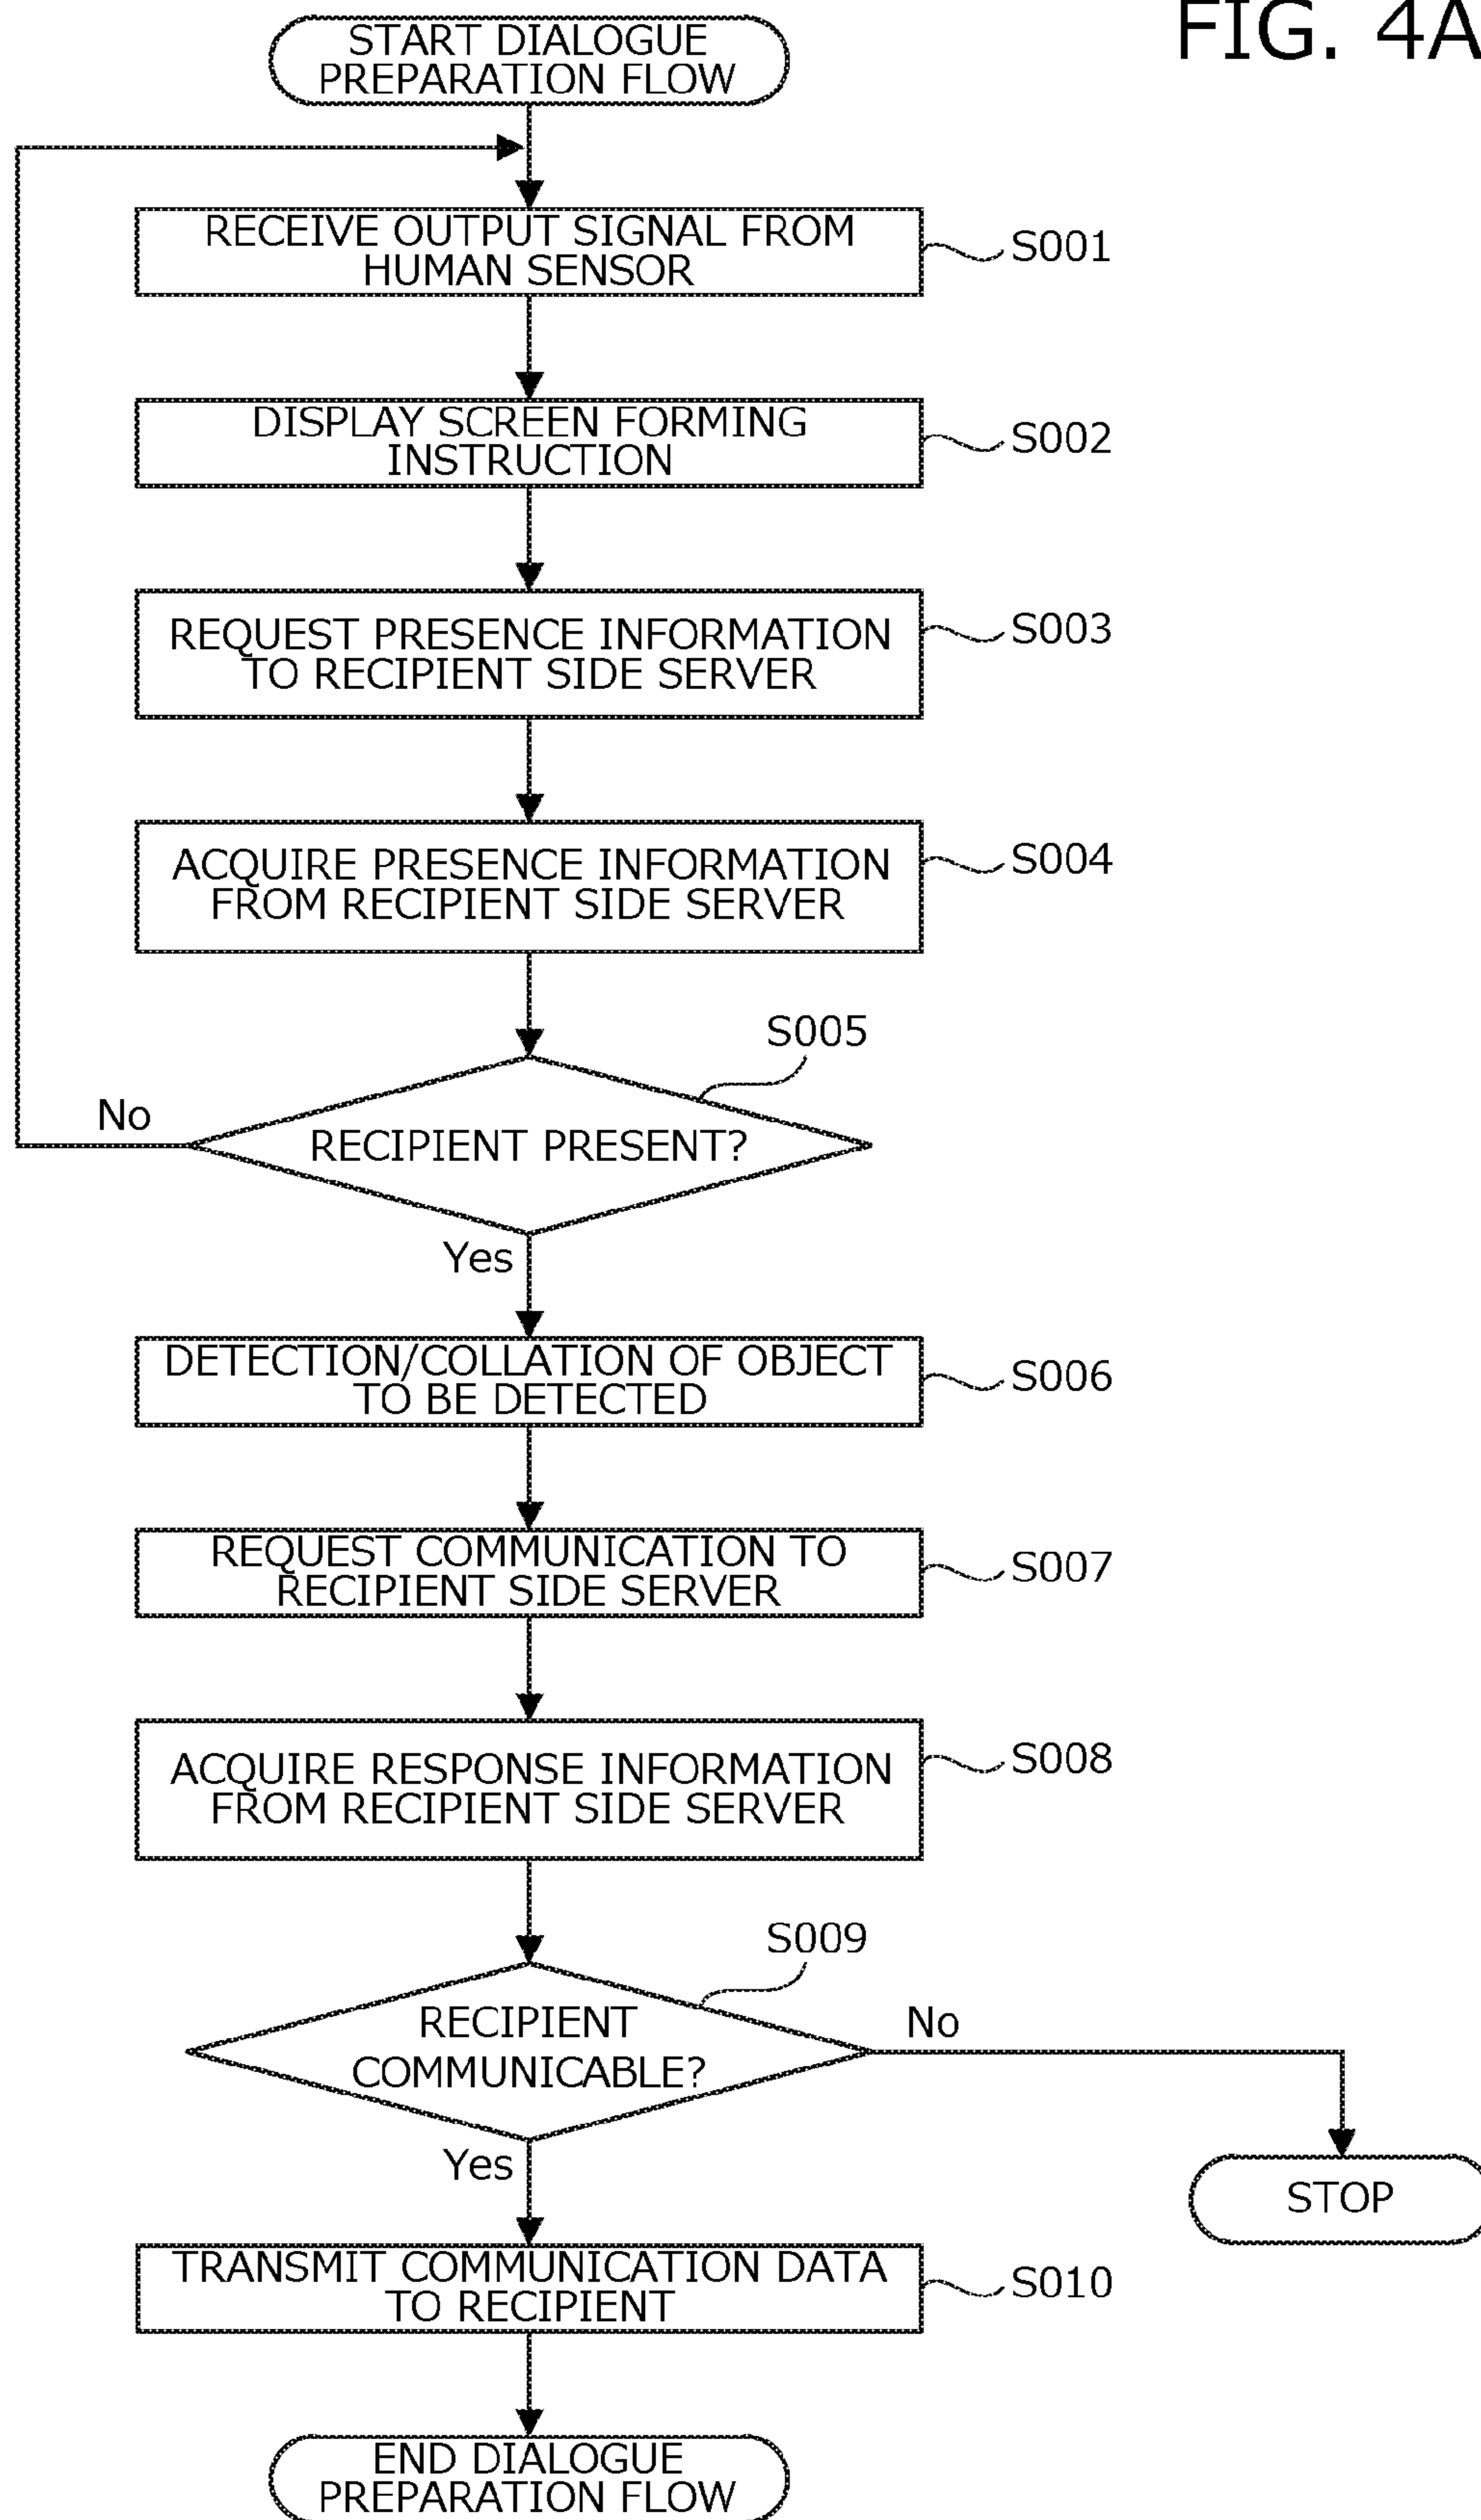 FIG. 4A
START DIALOGUE
PREPARATION FLOW
RECEIVE OUTPUT SIGNAL FROM
HUMAN SENSOR
S001
DISPLAY SCREEN FORMING
INSTRUCTION
S002
REQUEST PRESENCE INFORMATION
TO RECIPIENT SIDE SERVER
S003
ACQUIRE PRESENCE INFORMATION
FROM RECIPIENT SIDE SERVER
S004
S005
No
RECIPIENT PRESENT?
Yes
DETECTION/COLLATION OF OBJECT
TO BE DETECTED
S006
REQUEST COMMUNICATION TO
RECIPIENT SIDE SERVER
S007
ACQUIRE RESPONSE INFORMATION
FROM RECIPIENT SIDE SERVER
S008
S009
RECIPIENT
COMMUNICABLE?
No
Yes
STOP
TRANSMIT COMMUNICATION DATA
TO RECIPIENT
S010
END DIALOGUE
PREPARATION FLOW